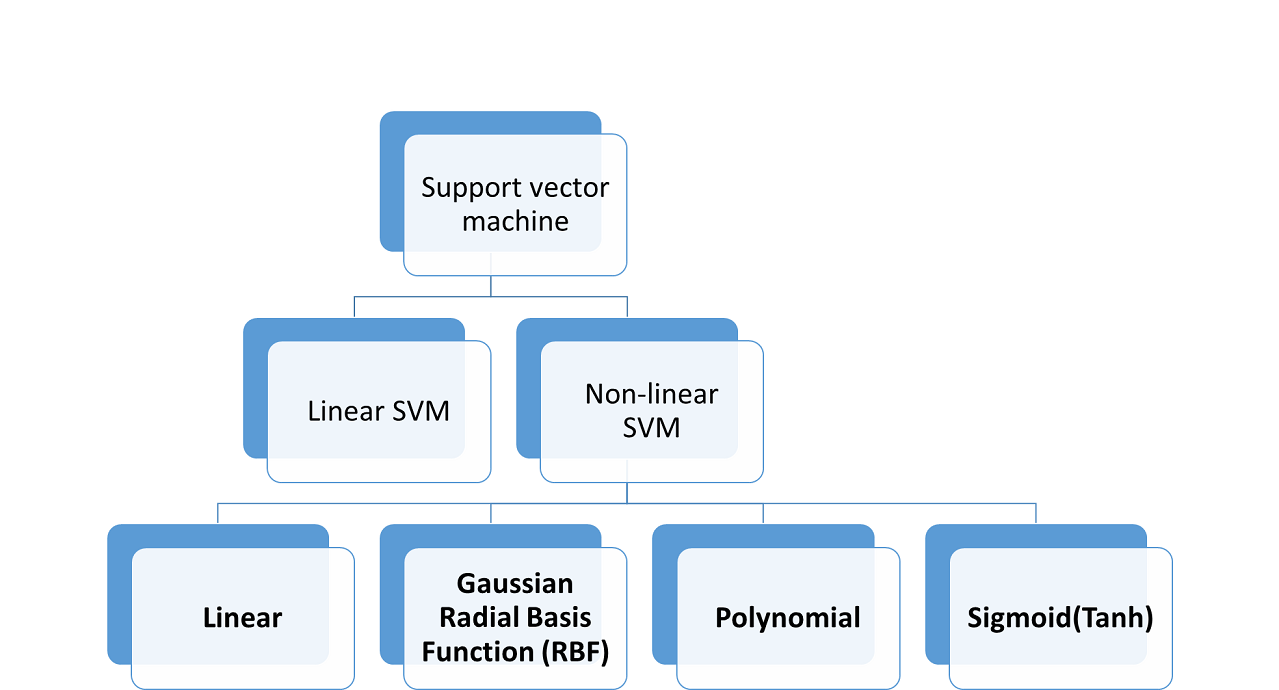 Support vector
machine
Linear SVM
Non-linear
SVM
Linear
Gaussian
Radial Basis
Function (RBF)
Polynomial
Sigmoid(Tanh)